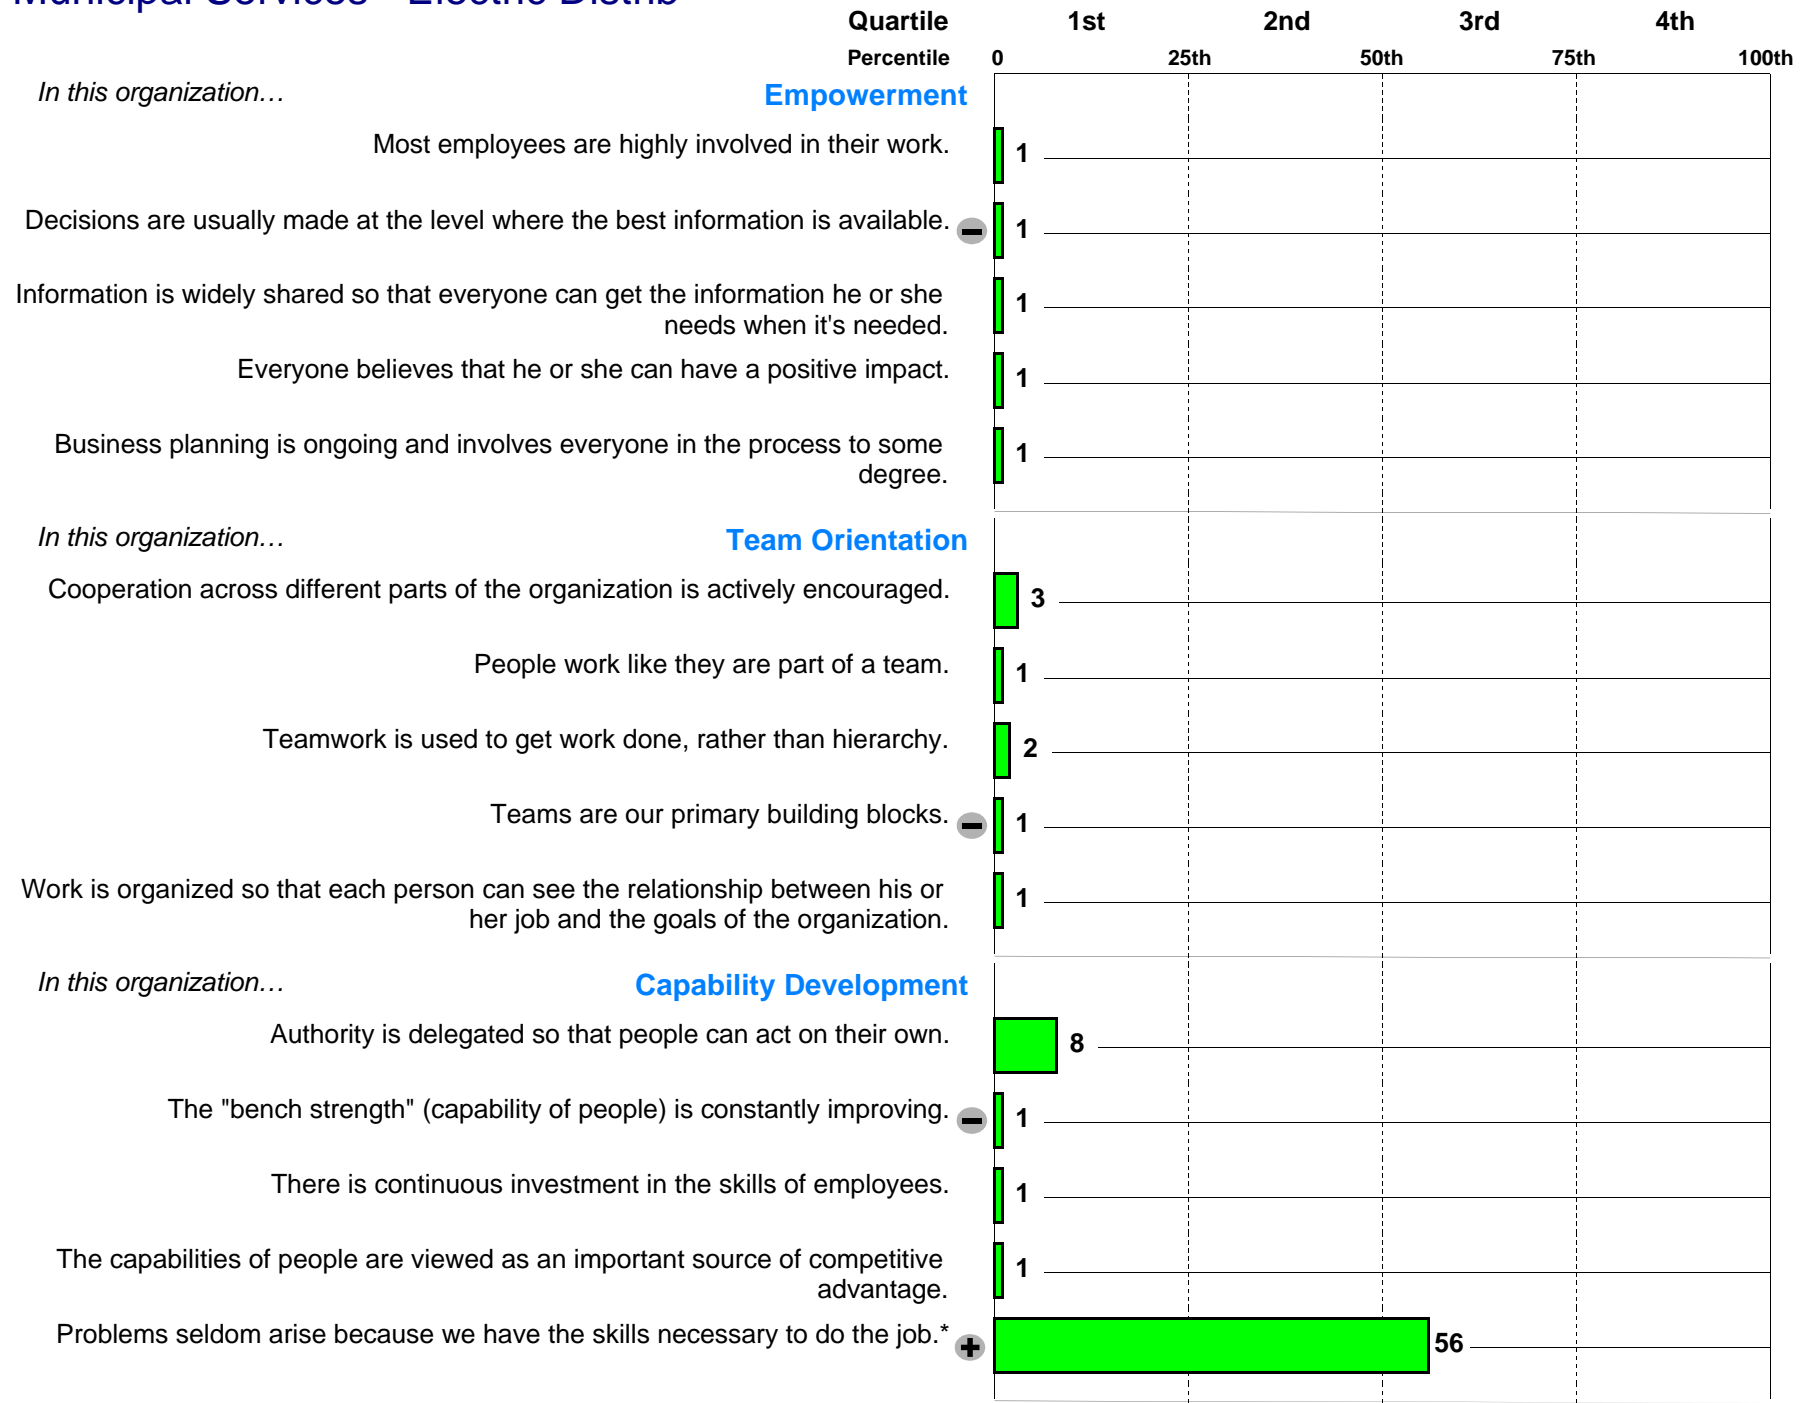 Municipal Services - Electric Distrib
Quartile 1st 2nd 3rd 4th
Percentile 0 25th 50th 75th 100th
In this organization… Empowerment
Most employees are highly involved in their work. 1
Decisions are usually made at the level where the best information is available. 1
Information is widely shared so that everyone can get the information he or she
needs when it's needed. 1
Everyone believes that he or she can have a positive impact. 1
Business planning is ongoing and involves everyone in the process to some
degree. 1
In this organization… Team Orientation
Cooperation across different parts of the organization is actively encouraged. 3
People work like they are part of a team. 1
Teamwork is used to get work done, rather than hierarchy. 2
Teams are our primary building blocks. 1
Work is organized so that each person can see the relationship between his or
her job and the goals of the organization. 1
In this organization… Capability Development
Authority is delegated so that people can act on their own. 8
The "bench strength" (capability of people) is constantly improving. 1
There is continuous investment in the skills of employees. 1
The capabilities of people are viewed as an important source of competitive
advantage. 1
Problems seldom arise because we have the skills necessary to do the job.* 56